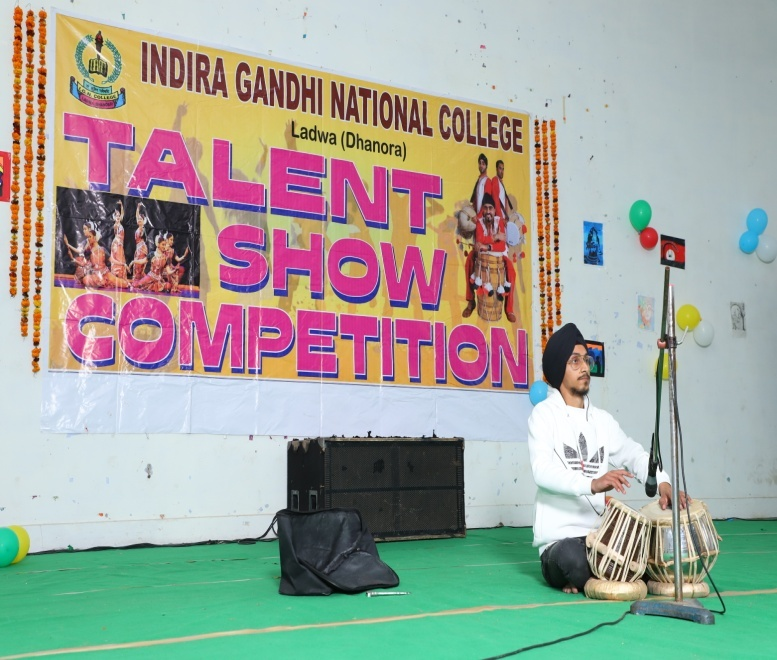 INDIRA GANDHI NATIONAL COLLEGE
Ladwa (Dhanora)
TALENT
SHOW
COMPETITION